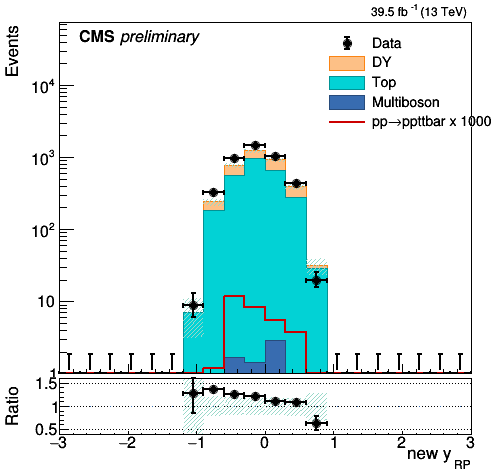 39.5 fb⁻¹ (13 TeV)
CMS preliminary
Events
Data
DY
Top
Multiboson
pp→ppttbar x 1000
10⁴
10³
10²
10
1
Ratio
1.5
1
0.5
−3 −2 −1 0 1 2 3
new y_RP